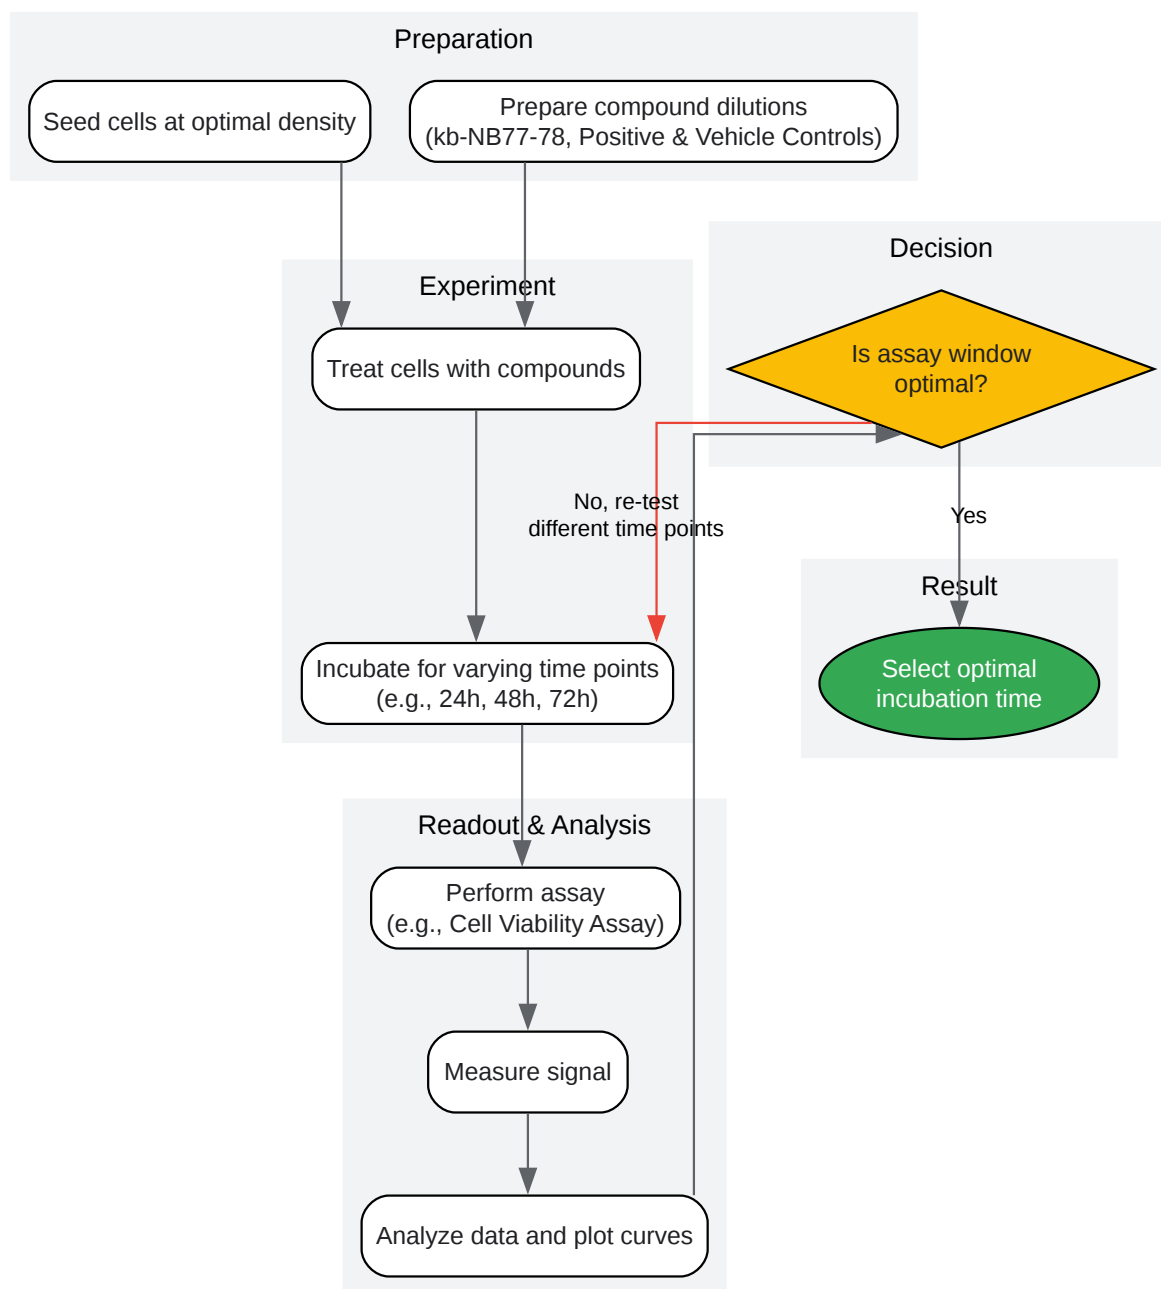 Preparation
Seed cells at optimal density
Prepare compound dilutions
(kb-NB77-78, Positive & Vehicle Controls)
Experiment
Treat cells with compounds
Decision
Is assay window
optimal?
No, re-test
different time points
Yes
Incubate for varying time points
(e.g., 24h, 48h, 72h)
Result
Select optimal
incubation time
Readout & Analysis
Perform assay
(e.g., Cell Viability Assay)
Measure signal
Analyze data and plot curves